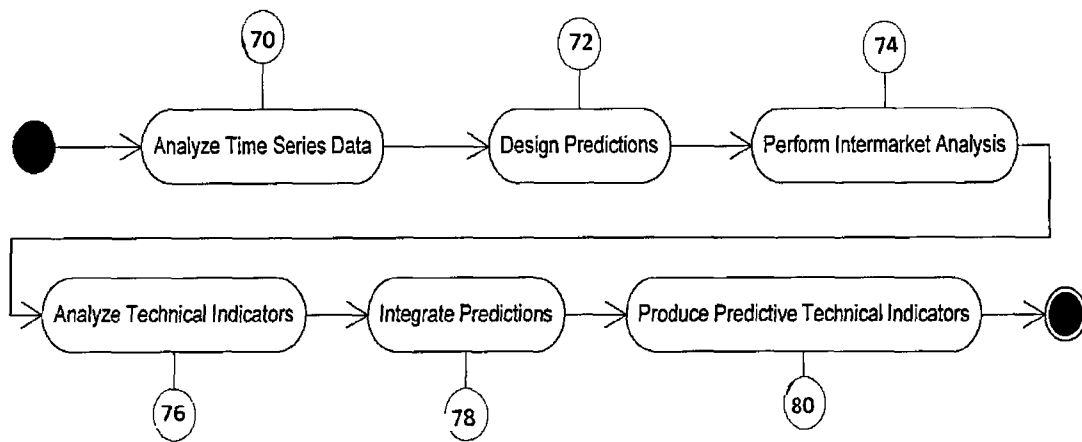 70
72
74
Analyze Time Series Data
Design Predictions
Perform Intermarket Analysis
Analyze Technical Indicators
Integrate Predictions
Produce Predictive Technical Indicators
76
78
80